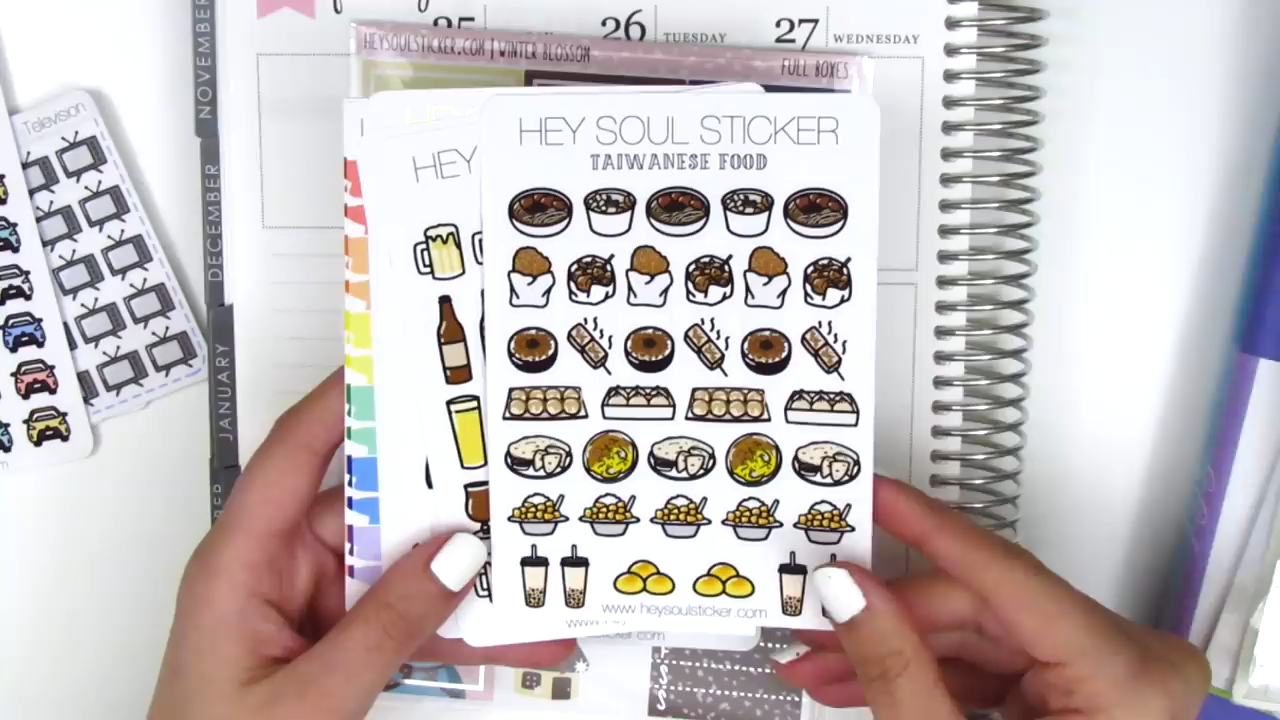 25 26 TUESDAY 27 WEDNESDAY
NOVEMBER
HEYSOULSTICKER.COM | WINTER BLOSSOM
FULL BOXES
Television
HEY SOUL STICKER
TAIWANESE FOOD
HEY
DECEMBER
JANUARY
www.heysoulsticker.com